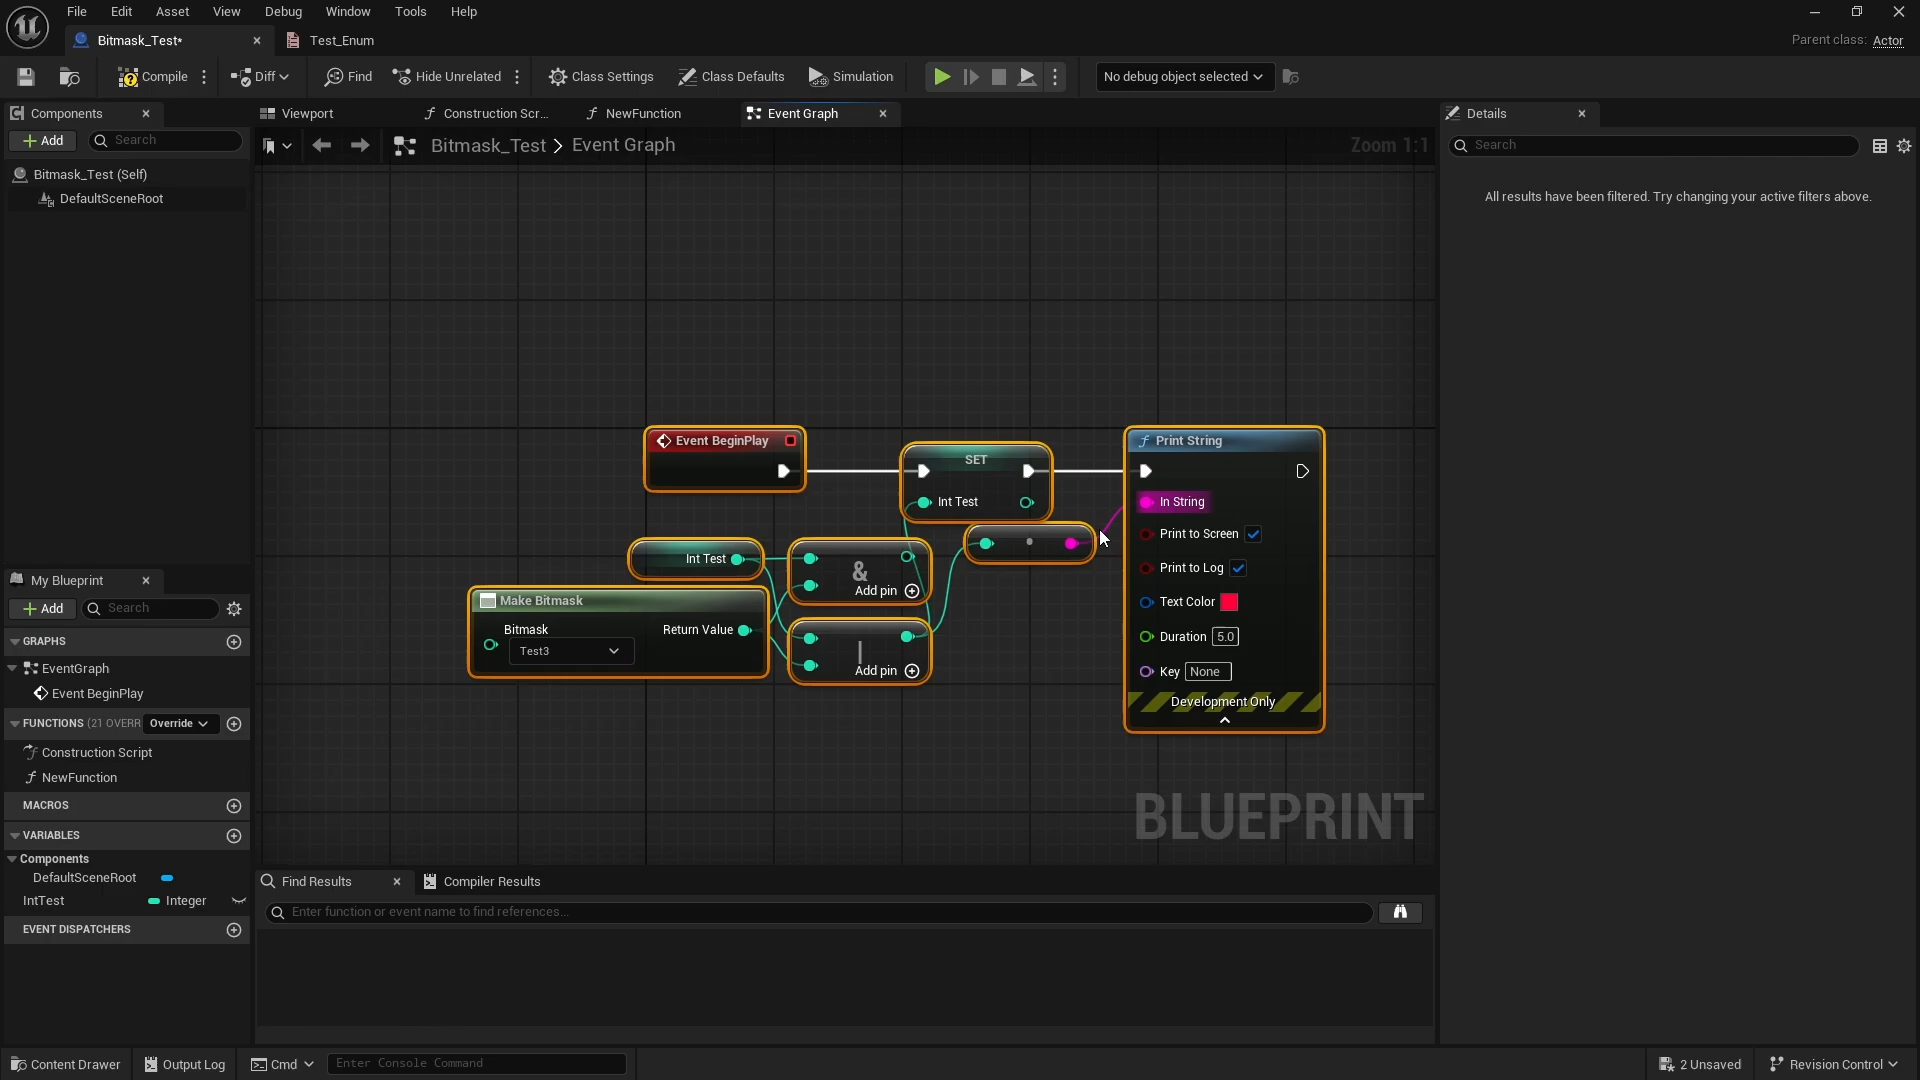 File Edit Asset View Debug Window Tools Help
Bitmask_Test*
Test_Enum
Parent class: Actor
Compile
Diff
Find
Hide Unrelated
Class Settings
Class Defaults
Simulation
No debug object selected
Components
Viewport
Construction Scr...
NewFunction
Event Graph
Details
Add
Search
Bitmask_Test > Event Graph
Zoom 1:1
Search
Bitmask_Test (Self)
DefaultSceneRoot
All results have been filtered. Try changing your active filters above.
Event BeginPlay
SET
Int Test
Print String
In String
Print to Screen
Print to Log
Text Color
Duration 5.0
Key None
Development Only
Int Test
&
Add pin
Make Bitmask
Bitmask
Test3
Return Value
|
Add pin
BLUEPRINT
My Blueprint
Add
Search
GRAPHS
EventGraph
Event BeginPlay
FUNCTIONS (21 OVERR
Override
Construction Script
NewFunction
MACROS
VARIABLES
Components
DefaultSceneRoot
IntTest
Integer
EVENT DISPATCHERS
Find Results
Compiler Results
Enter function or event name to find references...
Content Drawer
Output Log
Cmd
Enter Console Command
2 Unsaved
Revision Control